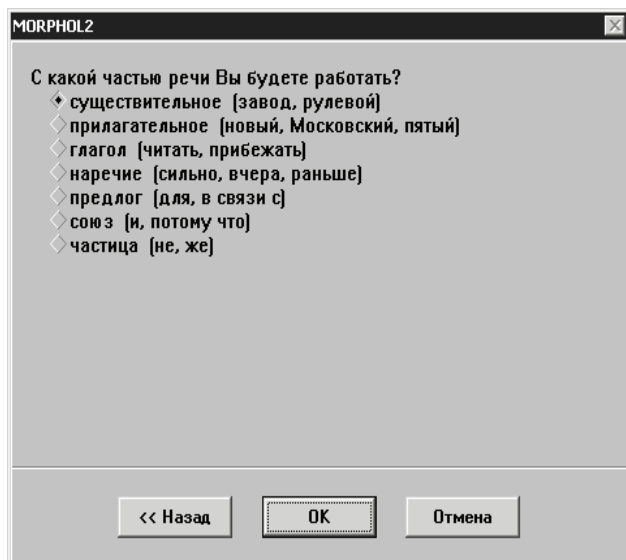 MORPHOL2
С какой частью речи Вы будете работать?
существительное (завод, рулевой)
прилагательное (новый, Московский, пятый)
глагол (читать, прибежать)
наречие (сильно, вчера, раньше)
предлог (для, в связи с)
союз (и, потому что)
частица (не, же)
<< Назад OK Отмена